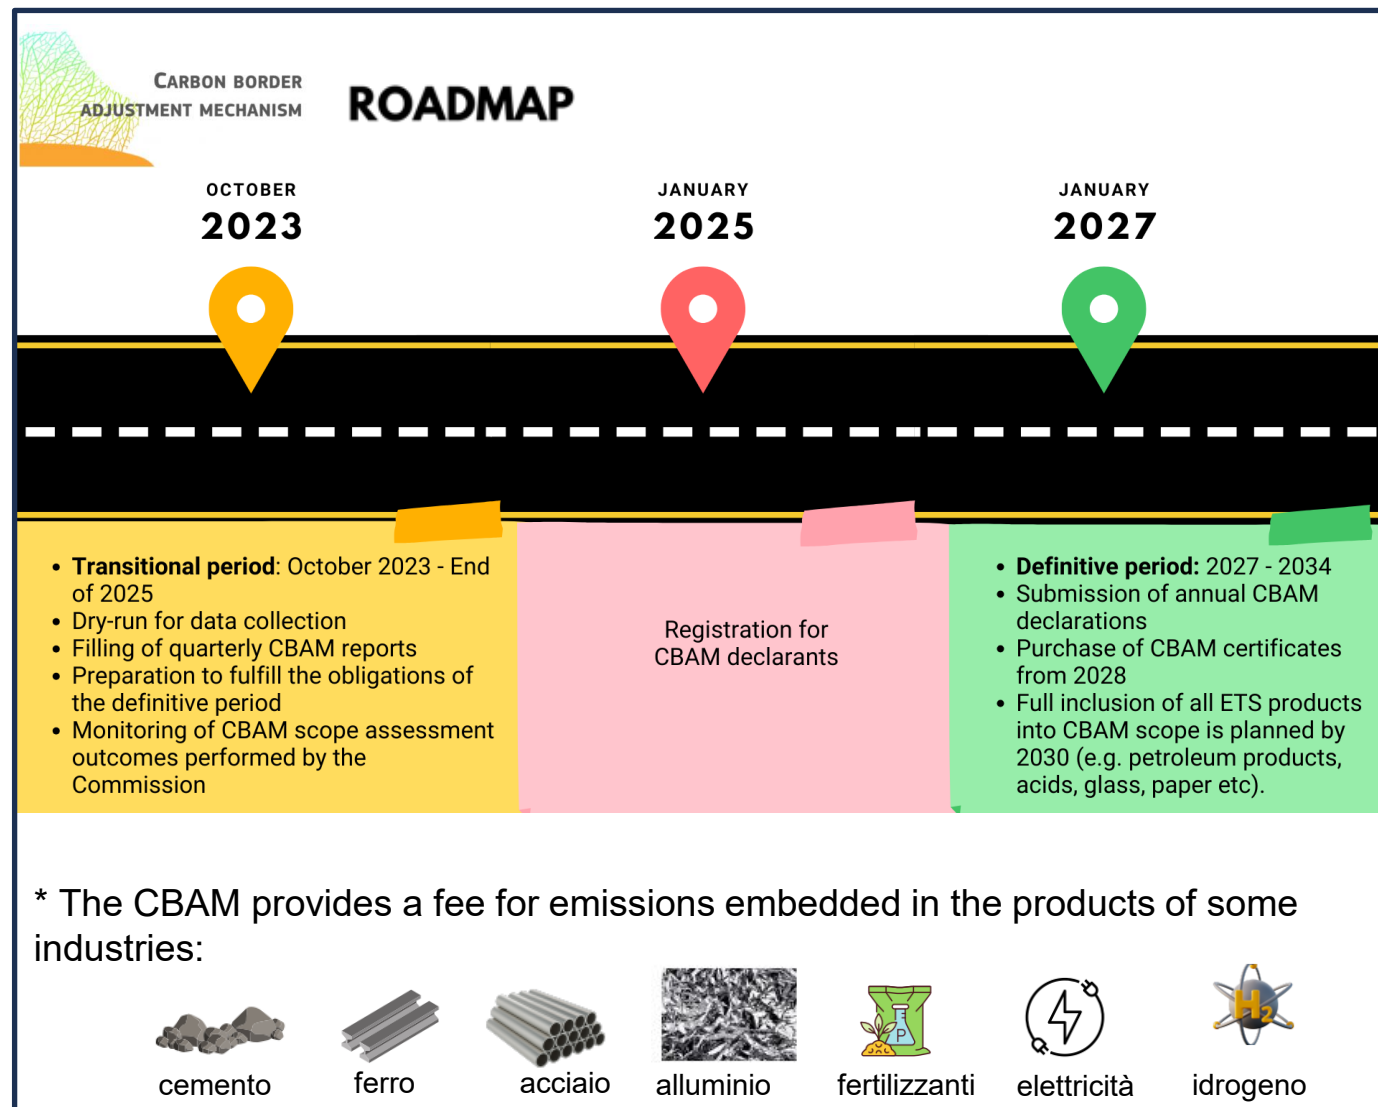 CARBON BORDER
ADJUSTMENT MECHANISM
ROADMAP
OCTOBER
2023
JANUARY
2025
JANUARY
2027
• Transitional period: October 2023 - End
of 2025
• Dry-run for data collection
• Filling of quarterly CBAM reports
• Preparation to fulfill the obligations of
the definitive period
• Monitoring of CBAM scope assessment
outcomes performed by the
Commission
Registration for
CBAM declarants
• Definitive period: 2027 - 2034
• Submission of annual CBAM
declarations
• Purchase of CBAM certificates
from 2028
• Full inclusion of all ETS products
into CBAM scope is planned by
2030 (e.g. petroleum products,
acids, glass, paper etc).
* The CBAM provides a fee for emissions embedded in the products of some
industries:
P
H2
cemento
ferro
acciaio
alluminio
fertilizzanti
elettricità
idrogeno